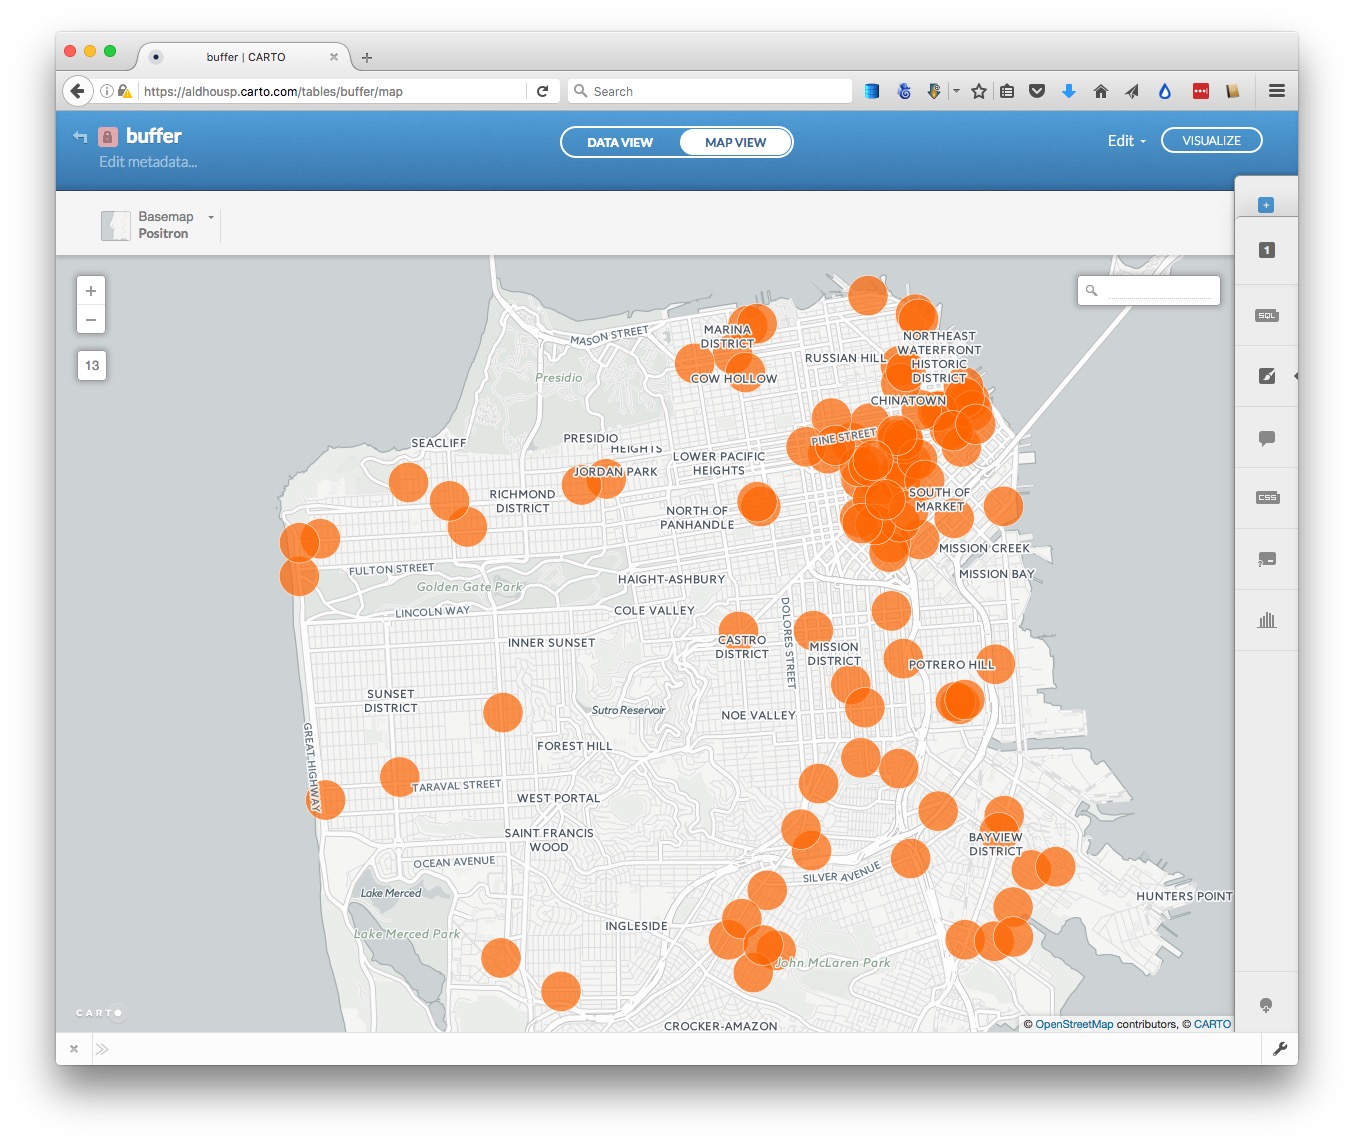 buffer | CARTO
https://aldhousp.carto.com/tables/buffer/map
Search
buffer
Edit metadata...
DATA VIEW
MAP VIEW
Edit
VISUALIZE
Basemap
Positron
13
1
SQL
CSS
MASON STREET
Presidio
MARINA
DISTRICT
COW HOLLOW
RUSSIAN HILL
NORTHEAST
WATERFRONT
HISTORIC
DISTRICT
CHINATOWN
PINE STREET
SEACLIFF
PRESIDIO
HEIGHTS
JORDAN PARK
LOWER PACIFIC
HEIGHTS
RICHMOND
DISTRICT
NORTH OF
PANHANDLE
SOUTH OF
MARKET
MISSION CREEK
MISSION BAY
FULTON STREET
Golden Gate Park
HAIGHT-ASHBURY
LINCOLN WAY
COLE VALLEY
INNER SUNSET
CASTRO
DISTRICT
DOLORES STREET
MISSION
DISTRICT
POTRERO HILL
SUNSET
DISTRICT
Sutro Reservoir
NOE VALLEY
GREAT HIGHWAY
FOREST HILL
TARAVAL STREET
WEST PORTAL
SAINT FRANCIS
WOOD
OCEAN AVENUE
SILVER AVENUE
BAYVIEW
DISTRICT
Lake Merced
HUNTERS POINT
Lake Merced Park
INGLESIDE
John McLaren Park
CROCKER-AMAZON
CARTO
© OpenStreetMap contributors, © CARTO